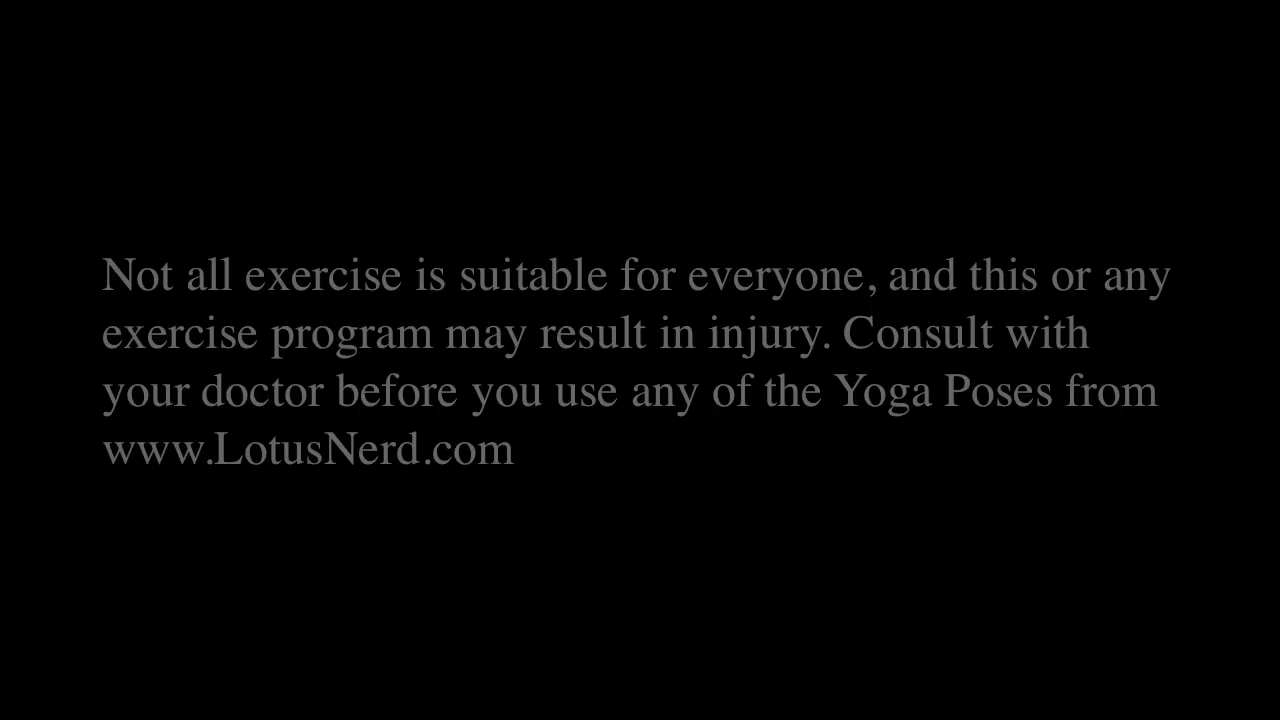 Not all exercise is suitable for everyone, and this or any
exercise program may result in injury. Consult with
your doctor before you use any of the Yoga Poses from
www.LotusNerd.com